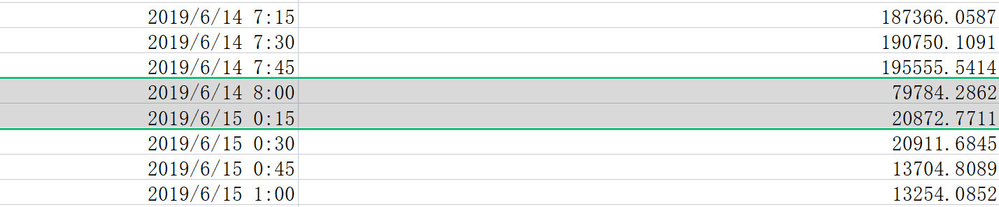 2019/6/14 7:15 187366.0587
2019/6/14 7:30 190750.1091
2019/6/14 7:45 195555.5414
2019/6/14 8:00 79784.2862
2019/6/15 0:15 20872.7711
2019/6/15 0:30 20911.6845
2019/6/15 0:45 13704.8089
2019/6/15 1:00 13254.0852